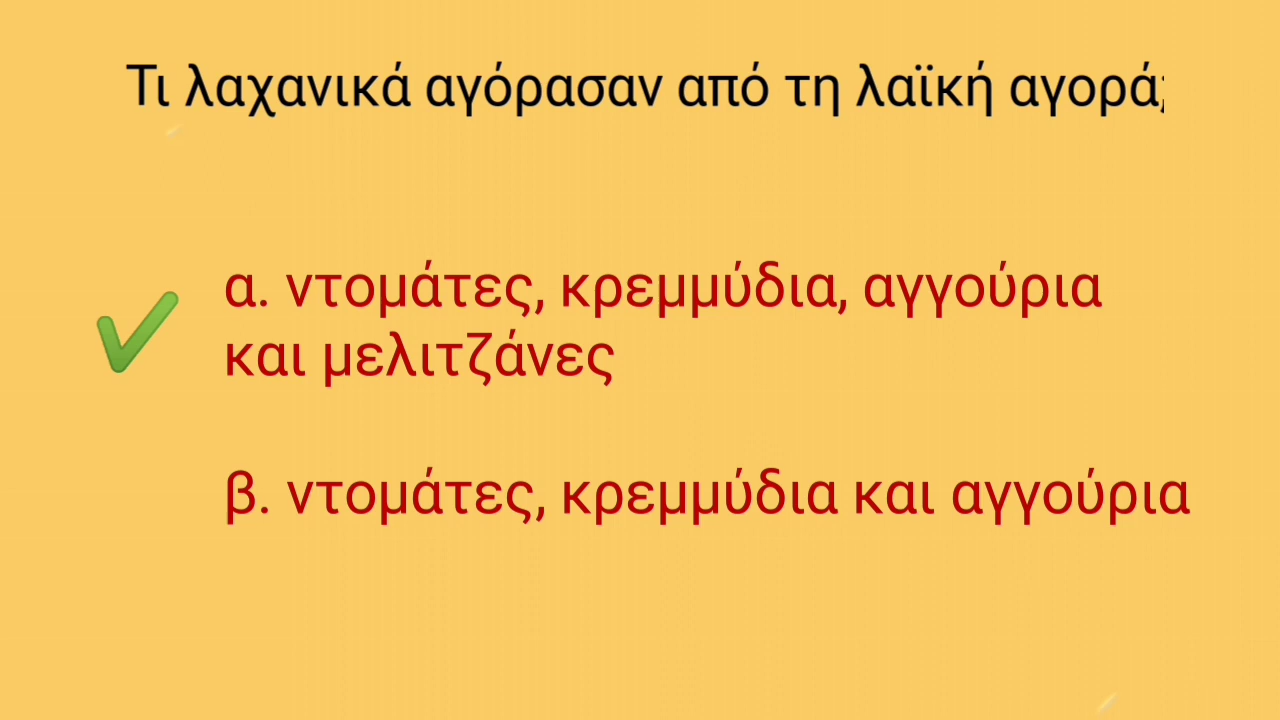 Τι λαχανικά αγόρασαν από τη λαϊκή αγορά;
α. ντομάτες, κρεμμύδια, αγγούρια
και μελιτζάνες
β. ντομάτες, κρεμμύδια και αγγούρια